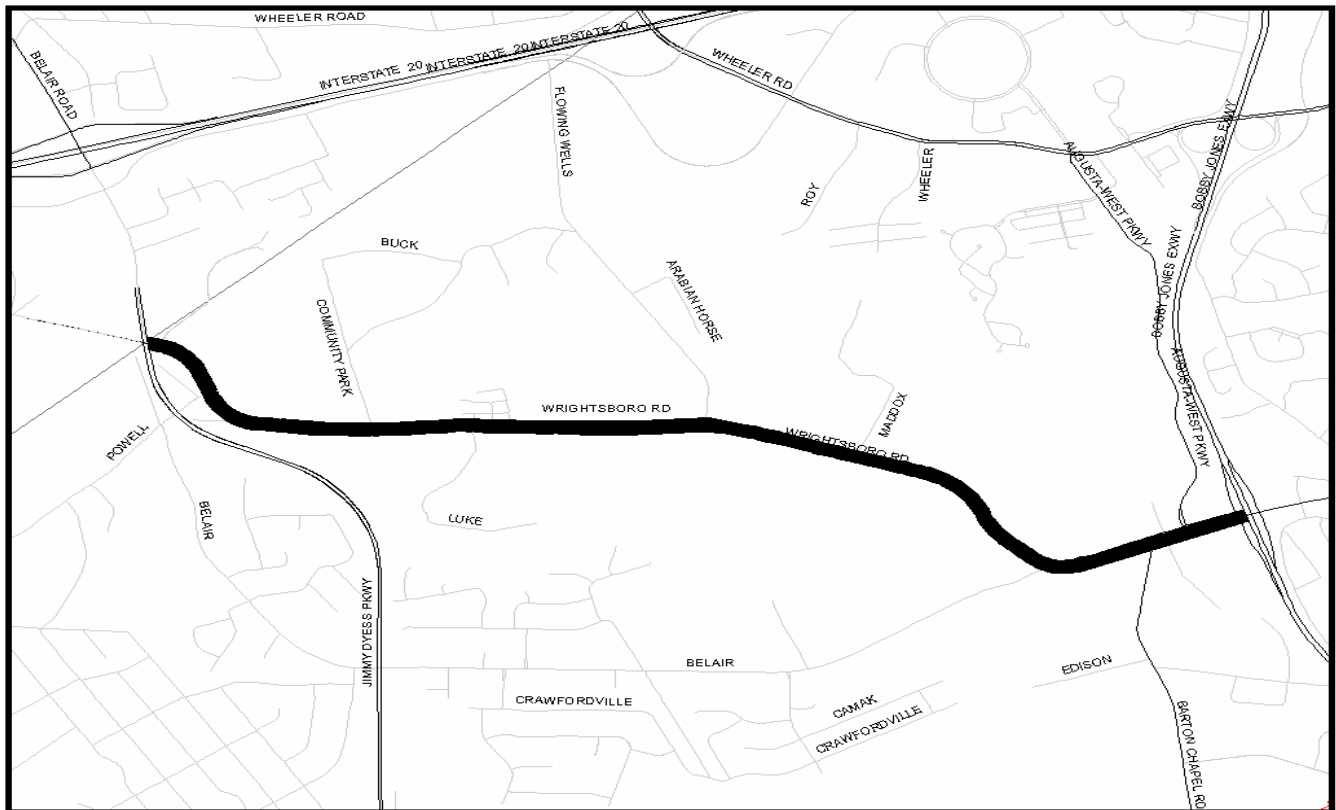 WHEELER ROAD
INTERSTATE 20
INTERSTATE 20
INTERSTATE 20
BELAIR ROAD
WHEELER RD
FLOWING WELLS
BOBBY JONES EXWY
AUGUSTA-WEST PKWY
WHEELER
ROY
BUCK
BOBBY JONES EXWY
ARABIAN HORSE
COMMUNITY PARK
AUGUSTA-WEST PKWY
WRIGHTSBORO RD
MADDOX
WRIGHTSBORO RD
POWELL
BELAIR
LUKE
JIMMY DYESS PKWY
BELAIR
EDISON
CRAWFORDVILLE
CAMAK
CRAWFORDVILLE
BARTON CHAPEL RD